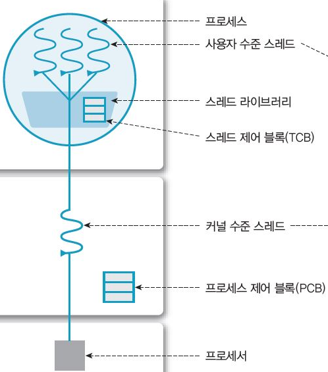 프로세스
사용자 수준 스레드
스레드 라이브러리
스레드 제어 블록(TCB)
커널 수준 스레드
프로세스 제어 블록(PCB)
프로세서